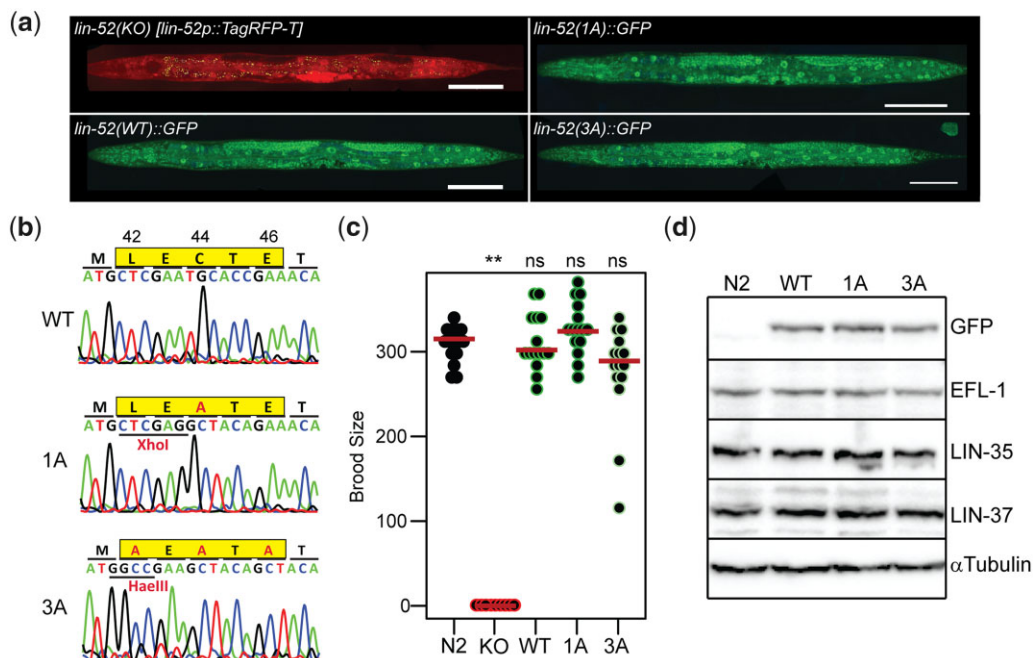 (a)
lin-52(KO) [lin-52p::TagRFP-T]
lin-52(1A)::GFP
lin-52(WT)::GFP
lin-52(3A)::GFP
(b)
42 44 46
M L E C T E T
ATGCTCGAATGCACCGAAACA
WT
M L E A T E T
ATGCTCGAGGCTACAGAAACA
XhoI
1A
M A E A T A T
ATGGCCGAAGCTACAGCTACA
HaeIII
3A
(c)
** ns ns ns
Brood Size
300
200
100
0
N2 KO WT 1A 3A
(d)
N2 WT 1A 3A
GFP
EFL-1
LIN-35
LIN-37
αTubulin